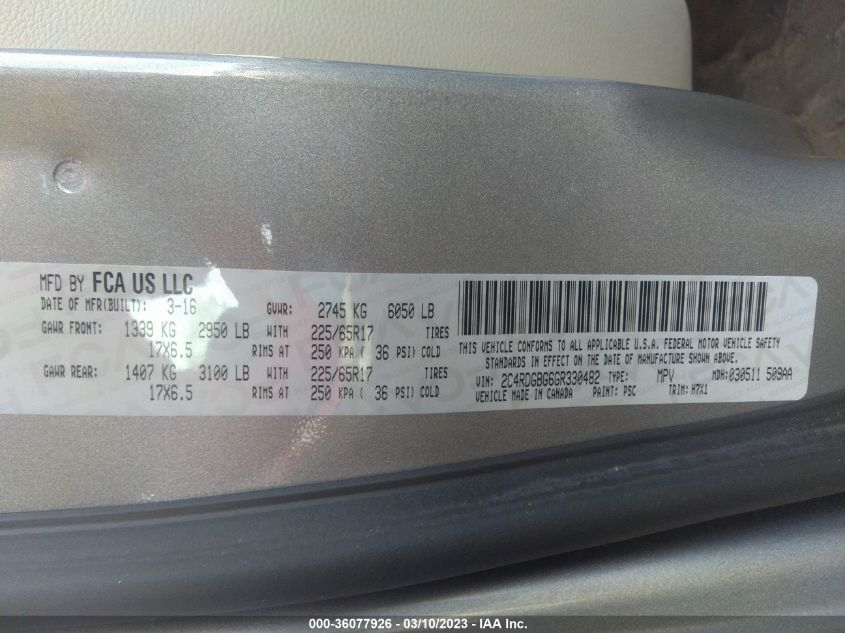 MFD BY FCA US LLC
DATE OF MFR(BUILT): 3-16 GVWR: 2745 KG 6050 LB
GAWR FRONT: 1339 KG 2950 LB WITH 225/65R17 TIRES
17X6.5 RIMS AT 250 KPA ( 36 PSI) COLD
GAWR REAR: 1407 KG 3100 LB WITH 225/65R17 TIRES
17X6.5 RIMS AT 250 KPA ( 36 PSI) COLD
THIS VEHICLE CONFORMS TO ALL APPLICABLE U.S.A. FEDERAL MOTOR VEHICLE SAFETY
STANDARDS IN EFFECT ON THE DATE OF MANUFACTURE SHOWN ABOVE.
VIN: 2C4RDGBG6GR330482 TYPE: MPV MDH: 030511 509AA
VEHICLE MADE IN CANADA PAINT: PSC TRIM: H7X1
000-36077926 - 03/10/2023 - IAA Inc.